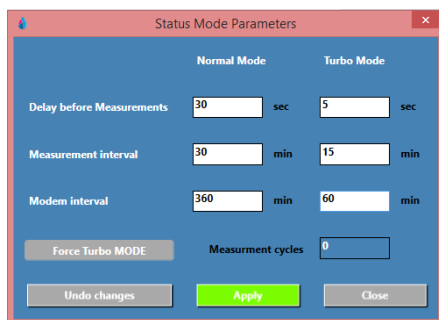 Status Mode Parameters
Normal Mode Turbo Mode
Delay before Measurements 30 sec 5 sec
Measurement interval 30 min 15 min
Modem interval 360 min 60 min
Force Turbo MODE Measurment cycles 0
Undo changes Apply Close